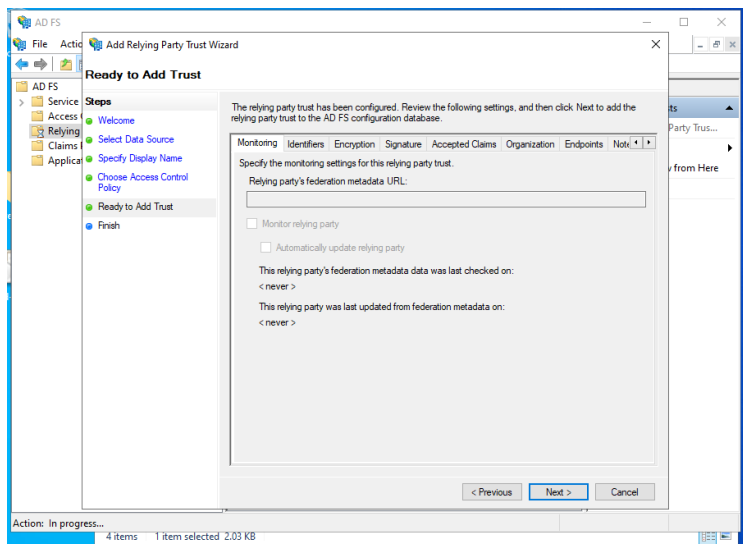 AD FS
File Actio
Add Relying Party Trust Wizard
Ready to Add Trust
AD FS
Service
Access
Relying
Claims
Applicat
Steps
Welcome
Select Data Source
Specify Display Name
Choose Access Control
Policy
Ready to Add Trust
Finish
The relying party trust has been configured. Review the following settings, and then click Next to add the
relying party trust to the AD FS configuration database.
Monitoring Identifiers Encryption Signature Accepted Claims Organization Endpoints Note
Specify the monitoring settings for this relying party trust.
Relying party's federation metadata URL:
Monitor relying party
Automatically update relying party
This relying party's federation metadata data was last checked on:
< never >
This relying party was last updated from federation metadata on:
< never >
< Previous Next > Cancel
sts
Party Trus...
v from Here
Action: In progress...
4 items 1 item selected 2.03 KB